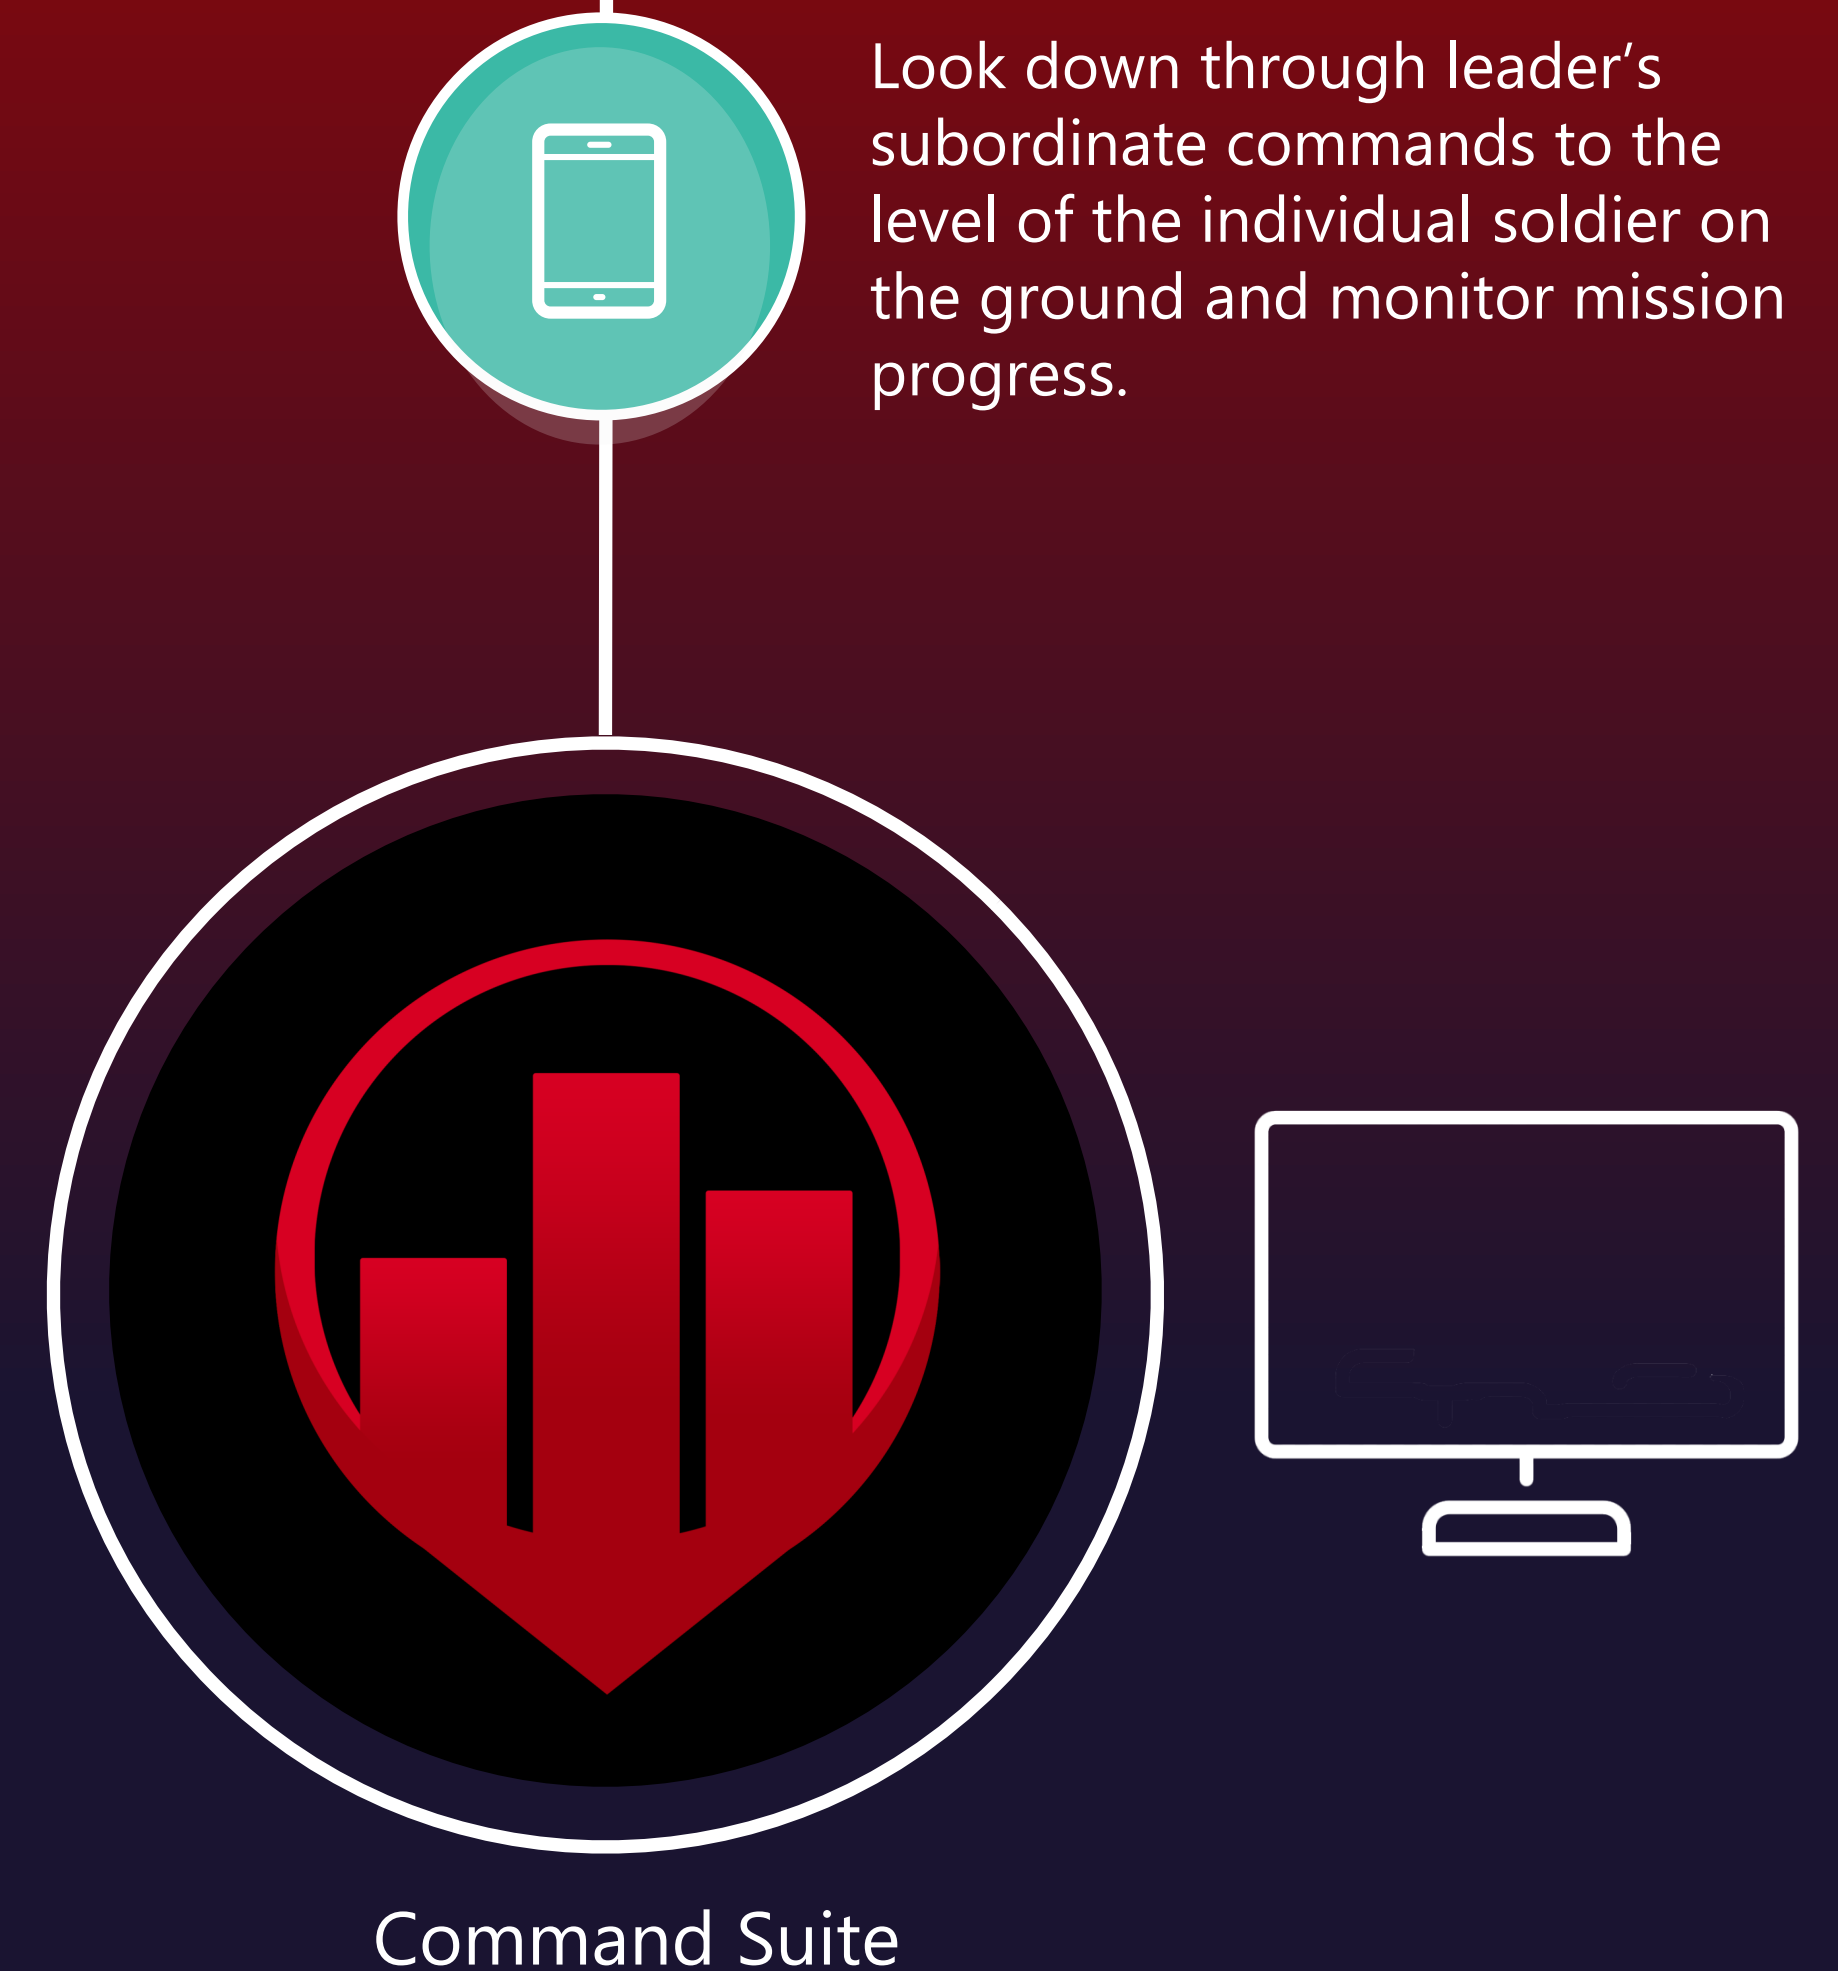 Look down through leader's
subordinate commands to the
level of the individual soldier on
the ground and monitor mission
progress.
Command Suite